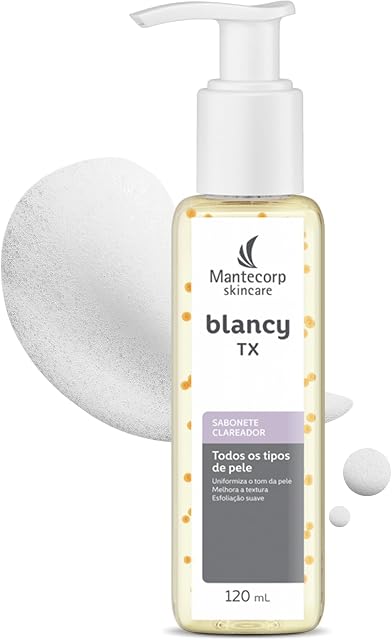 Mantecorp
skincare
blancy
TX
SABONETE
CLAREADOR
Todos os tipos
de pele
Uniformiza o tom da pele
Melhora a textura
Esfoliação suave
120 mL